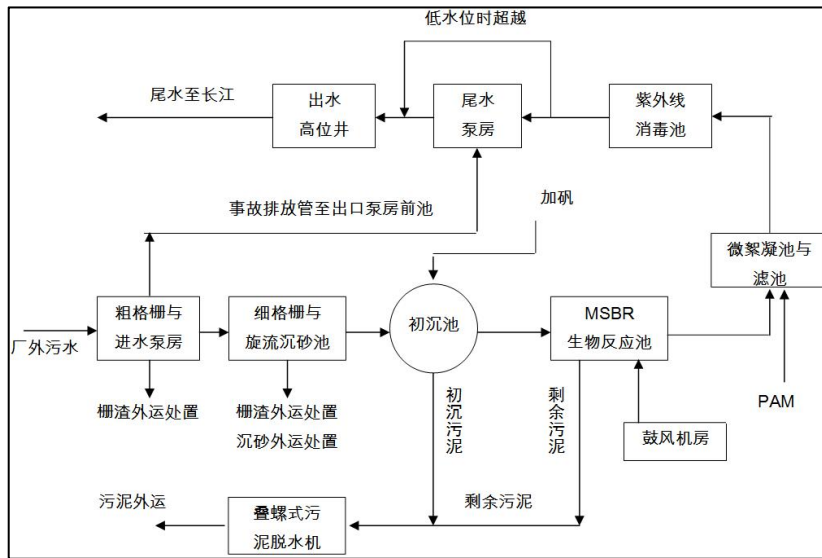 低水位时超越
尾水至长江
出水
高位井
尾水
泵房
紫外线
消毒池
事故排放管至出口泵房前池
加矾
微絮凝池与
滤池
粗格栅与
进水泵房
细格栅与
旋流沉砂池
初沉池
MSBR
生物反应池
厂外污水
栅渣外运处置
栅渣外运处置
沉砂外运处置
初沉污泥
剩余污泥
PAM
鼓风机房
污泥外运
叠螺式污
泥脱水机
剩余污泥